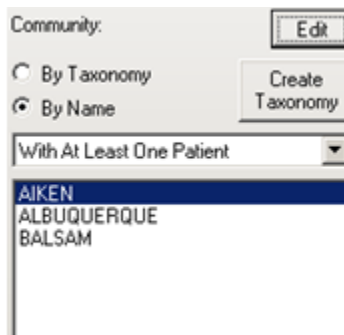 Community:
Edit
By Taxonomy
By Name
Create
Taxonomy
With At Least One Patient
AIKEN
ALBUQUERQUE
BALSAM